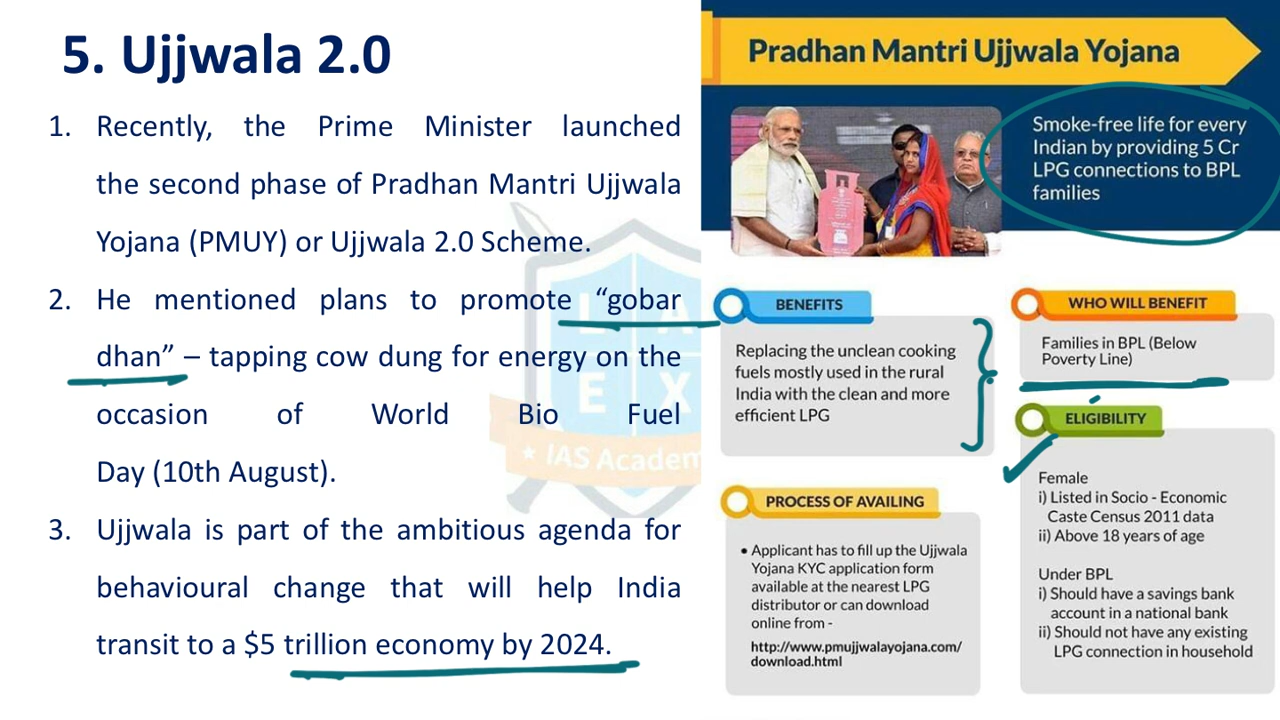 5. Ujjwala 2.0
1. Recently, the Prime Minister launched
the second phase of Pradhan Mantri Ujjwala
Yojana (PMUY) or Ujjwala 2.0 Scheme.
2. He mentioned plans to promote “gobar
dhan” – tapping cow dung for energy on the
occasion of World Bio Fuel
Day (10th August).
3. Ujjwala is part of the ambitious agenda for
behavioural change that will help India
transit to a $5 trillion economy by 2024.
L A
E X
IAS Academ
Pradhan Mantri Ujjwala Yojana
Smoke-free life for every
Indian by providing 5 Cr
LPG connections to BPL
families
BENEFITS
Replacing the unclean cooking
fuels mostly used in the rural
India with the clean and more
efficient LPG
WHO WILL BENEFIT
Families in BPL (Below
Poverty Line)
PROCESS OF AVAILING
• Applicant has to fill up the Ujjwala
Yojana KYC application form
available at the nearest LPG
distributor or can download
online from -
http://www.pmujjwalayojana.com/
download.html
ELIGIBILITY
Female
i) Listed in Socio - Economic
Caste Census 2011 data
ii) Above 18 years of age
Under BPL
i) Should have a savings bank
account in a national bank
ii) Should not have any existing
LPG connection in household